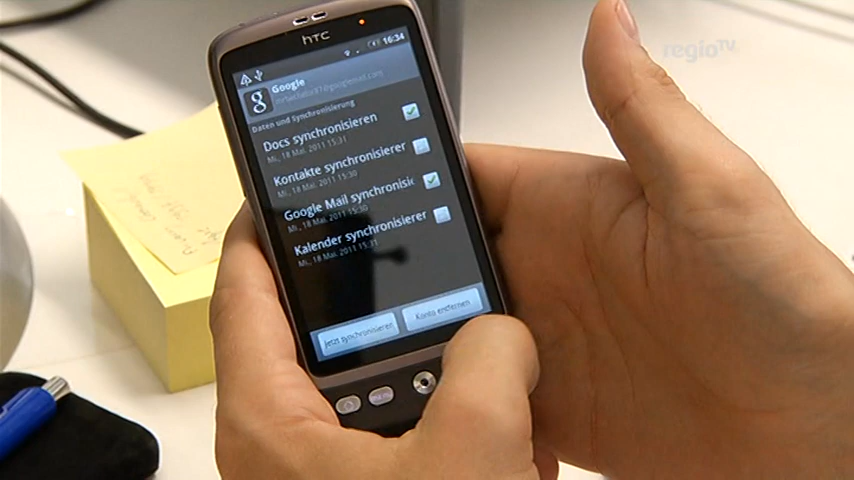 regioTV
hTC
16:34
Google
Daten und Synchronisierung
Docs synchronisieren
Mi., 18 Mai. 2011 15:31
Kontakte synchronisieren
Mi., 18 Mai. 2011 15:30
Google Mail synchronisie
Mi., 18 Mai. 2011 15:30
Kalender synchronisieren
Mi., 18 Mai. 2011 15:31
Jetzt synchronisieren
Konto entfernen